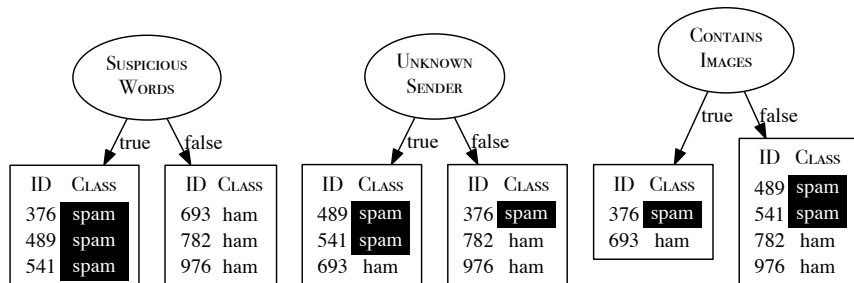 SUSPICIOUS
WORDS
true
false
ID CLASS
376 spam
489 spam
541 spam
ID CLASS
693 ham
782 ham
976 ham
UNKNOWN
SENDER
true
false
ID CLASS
489 spam
541 spam
693 ham
ID CLASS
376 spam
782 ham
976 ham
CONTAINS
IMAGES
true
false
ID CLASS
376 spam
693 ham
ID CLASS
489 spam
541 spam
782 ham
976 ham